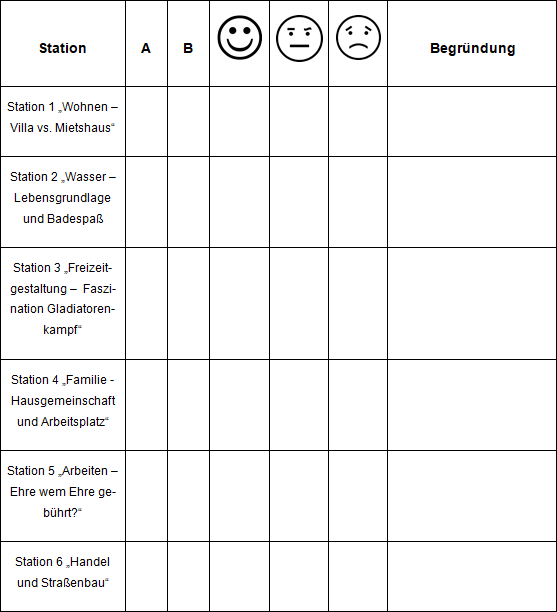 Station A B Begründung
Station 1 „Wohnen –
Villa vs. Mietshaus“
Station 2 „Wasser –
Lebensgrundlage
und Badespaß
Station 3 „Freizeit-
gestaltung – Faszi-
nation Gladiatoren-
kampf“
Station 4 „Familie -
Hausgemeinschaft
und Arbeitsplatz“
Station 5 „Arbeiten –
Ehre wem Ehre ge-
bührt?“
Station 6 „Handel
und Straßenbau“